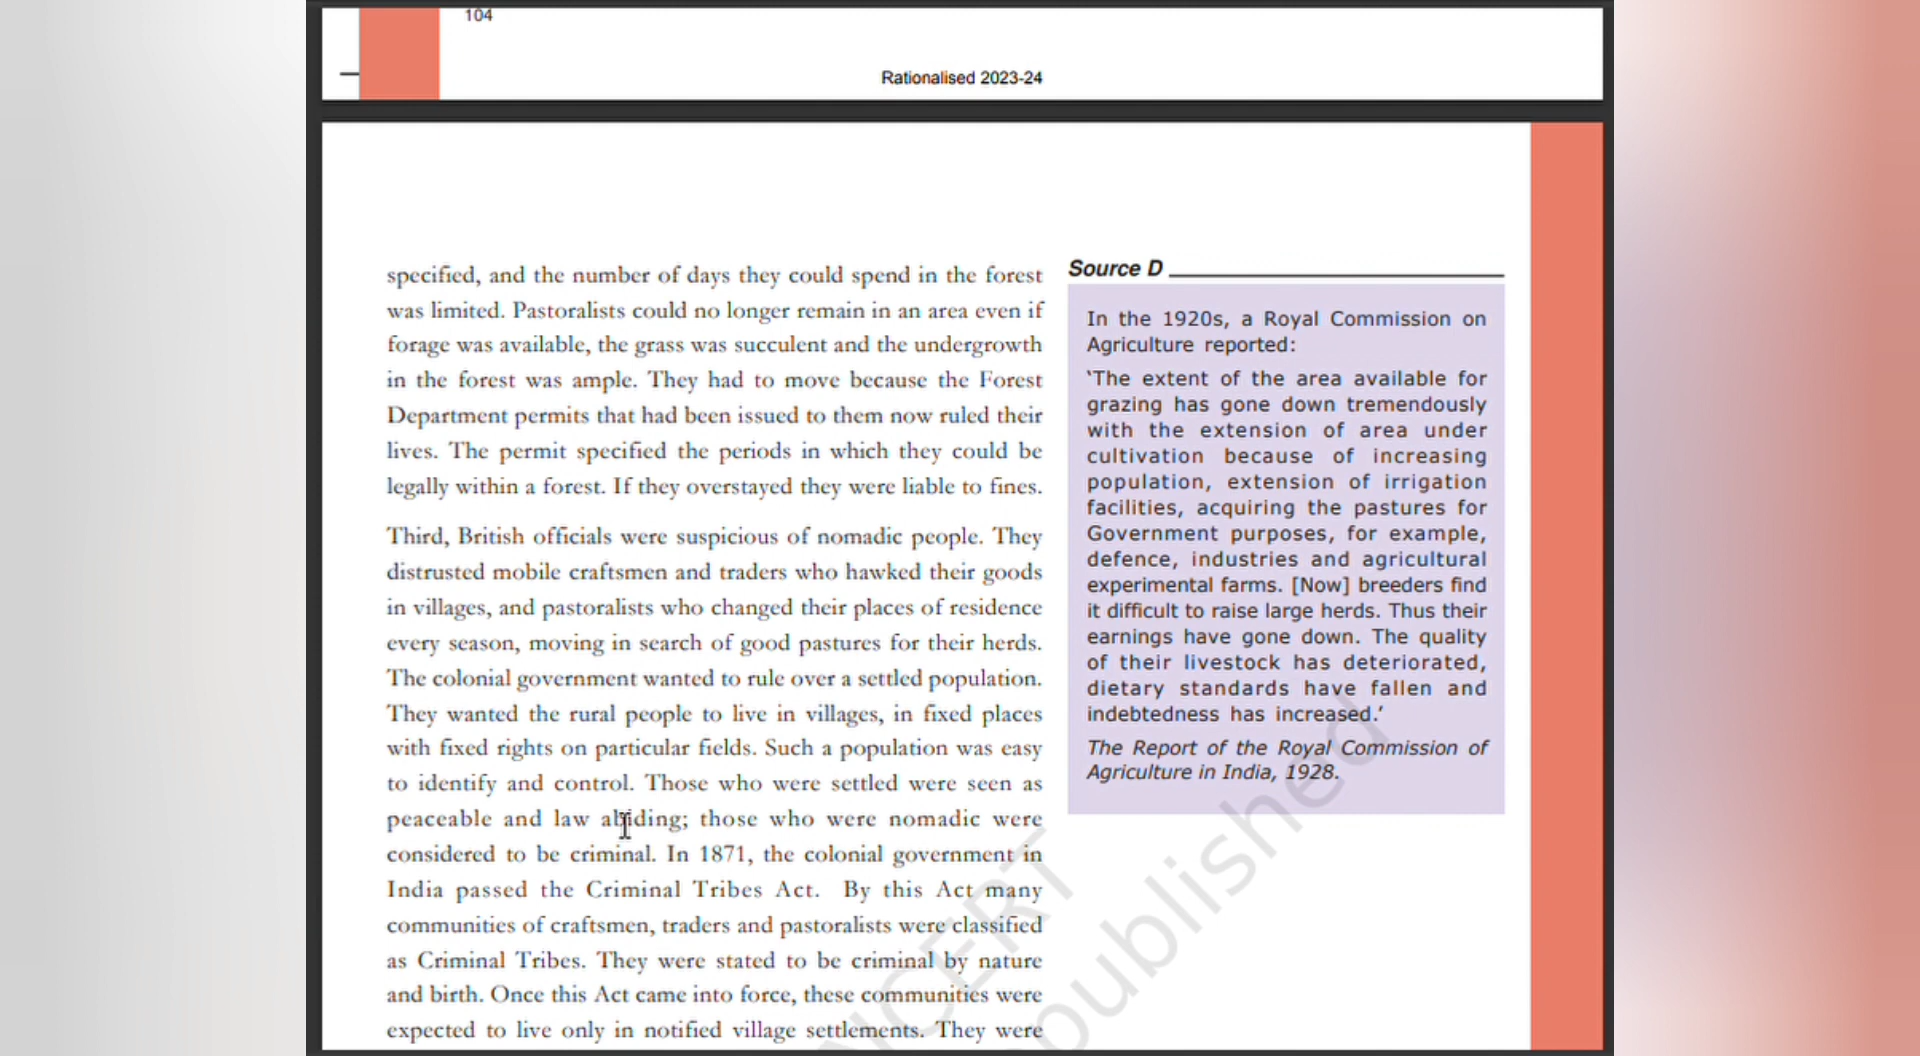 104
Rationalised 2023-24
specified, and the number of days they could spend in the forest
was limited. Pastoralists could no longer remain in an area even if
forage was available, the grass was succulent and the undergrowth
in the forest was ample. They had to move because the Forest
Department permits that had been issued to them now ruled their
lives. The permit specified the periods in which they could be
legally within a forest. If they overstayed they were liable to fines.
Third, British officials were suspicious of nomadic people. They
distrusted mobile craftsmen and traders who hawked their goods
in villages, and pastoralists who changed their places of residence
every season, moving in search of good pastures for their herds.
The colonial government wanted to rule over a settled population.
They wanted the rural people to live in villages, in fixed places
with fixed rights on particular fields. Such a population was easy
to identify and control. Those who were settled were seen as
peaceable and law abiding; those who were nomadic were
considered to be criminal. In 1871, the colonial government in
India passed the Criminal Tribes Act. By this Act many
communities of craftsmen, traders and pastoralists were classified
as Criminal Tribes. They were stated to be criminal by nature
and birth. Once this Act came into force, these communities were
expected to live only in notified village settlements. They were
Source D
In the 1920s, a Royal Commission on
Agriculture reported:
‘The extent of the area available for
grazing has gone down tremendously
with the extension of area under
cultivation because of increasing
population, extension of irrigation
facilities, acquiring the pastures for
Government purposes, for example,
defence, industries and agricultural
experimental farms. [Now] breeders find
it difficult to raise large herds. Thus their
earnings have gone down. The quality
of their livestock has deteriorated,
dietary standards have fallen and
indebtedness has increased.’
The Report of the Royal Commission of
Agriculture in India, 1928.
NCERT
published